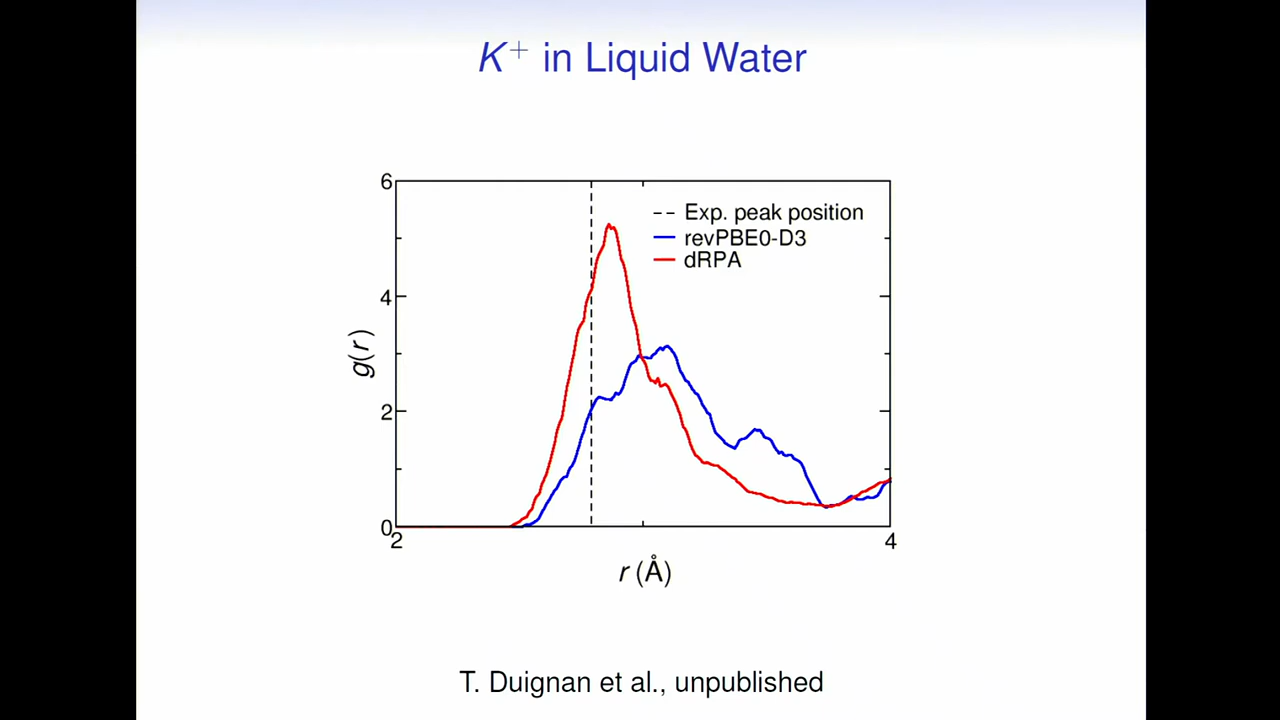 K⁺ in Liquid Water
6
4
2
0
2
4
g(r)
r (Å)
Exp. peak position
revPBE0-D3
dRPA
T. Duignan et al., unpublished